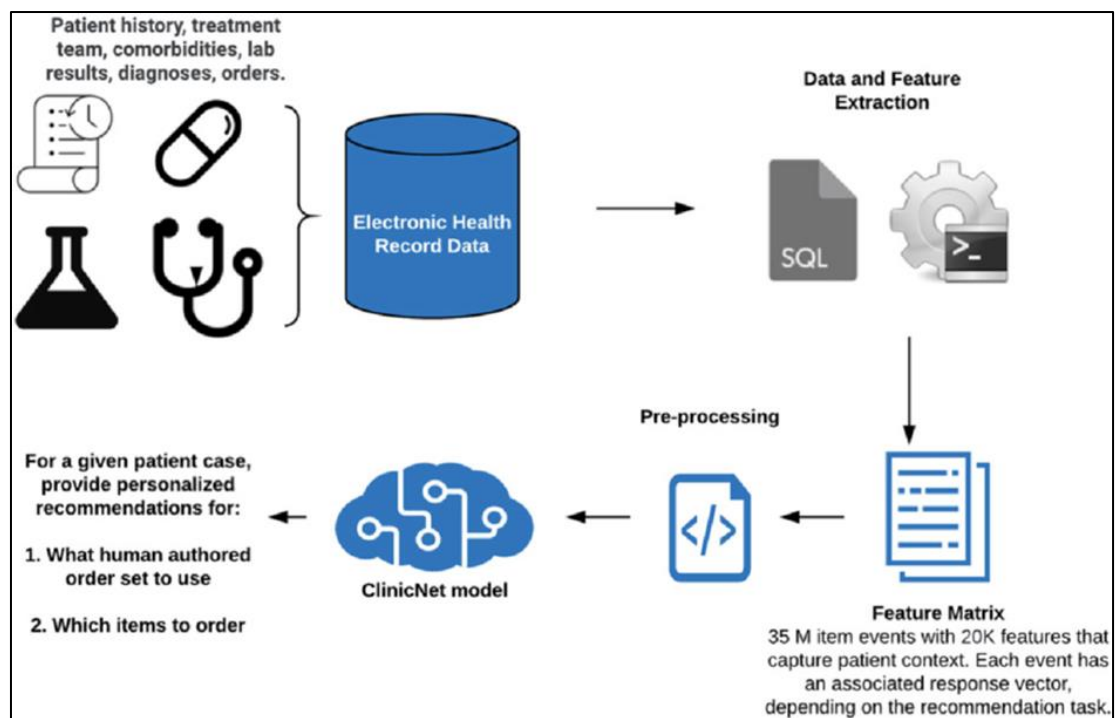 Patient history, treatment
team, comorbidities, lab
results, diagnoses, orders.
Electronic Health
Record Data
Data and Feature
Extraction
SQL
>_
Feature Matrix
35 M item events with 20K features that
capture patient context. Each event has
an associated response vector,
depending on the recommendation task.
Pre-processing
</>
ClinicNet model
For a given patient case,
provide personalized
recommendations for:
1. What human authored
order set to use
2. Which items to order